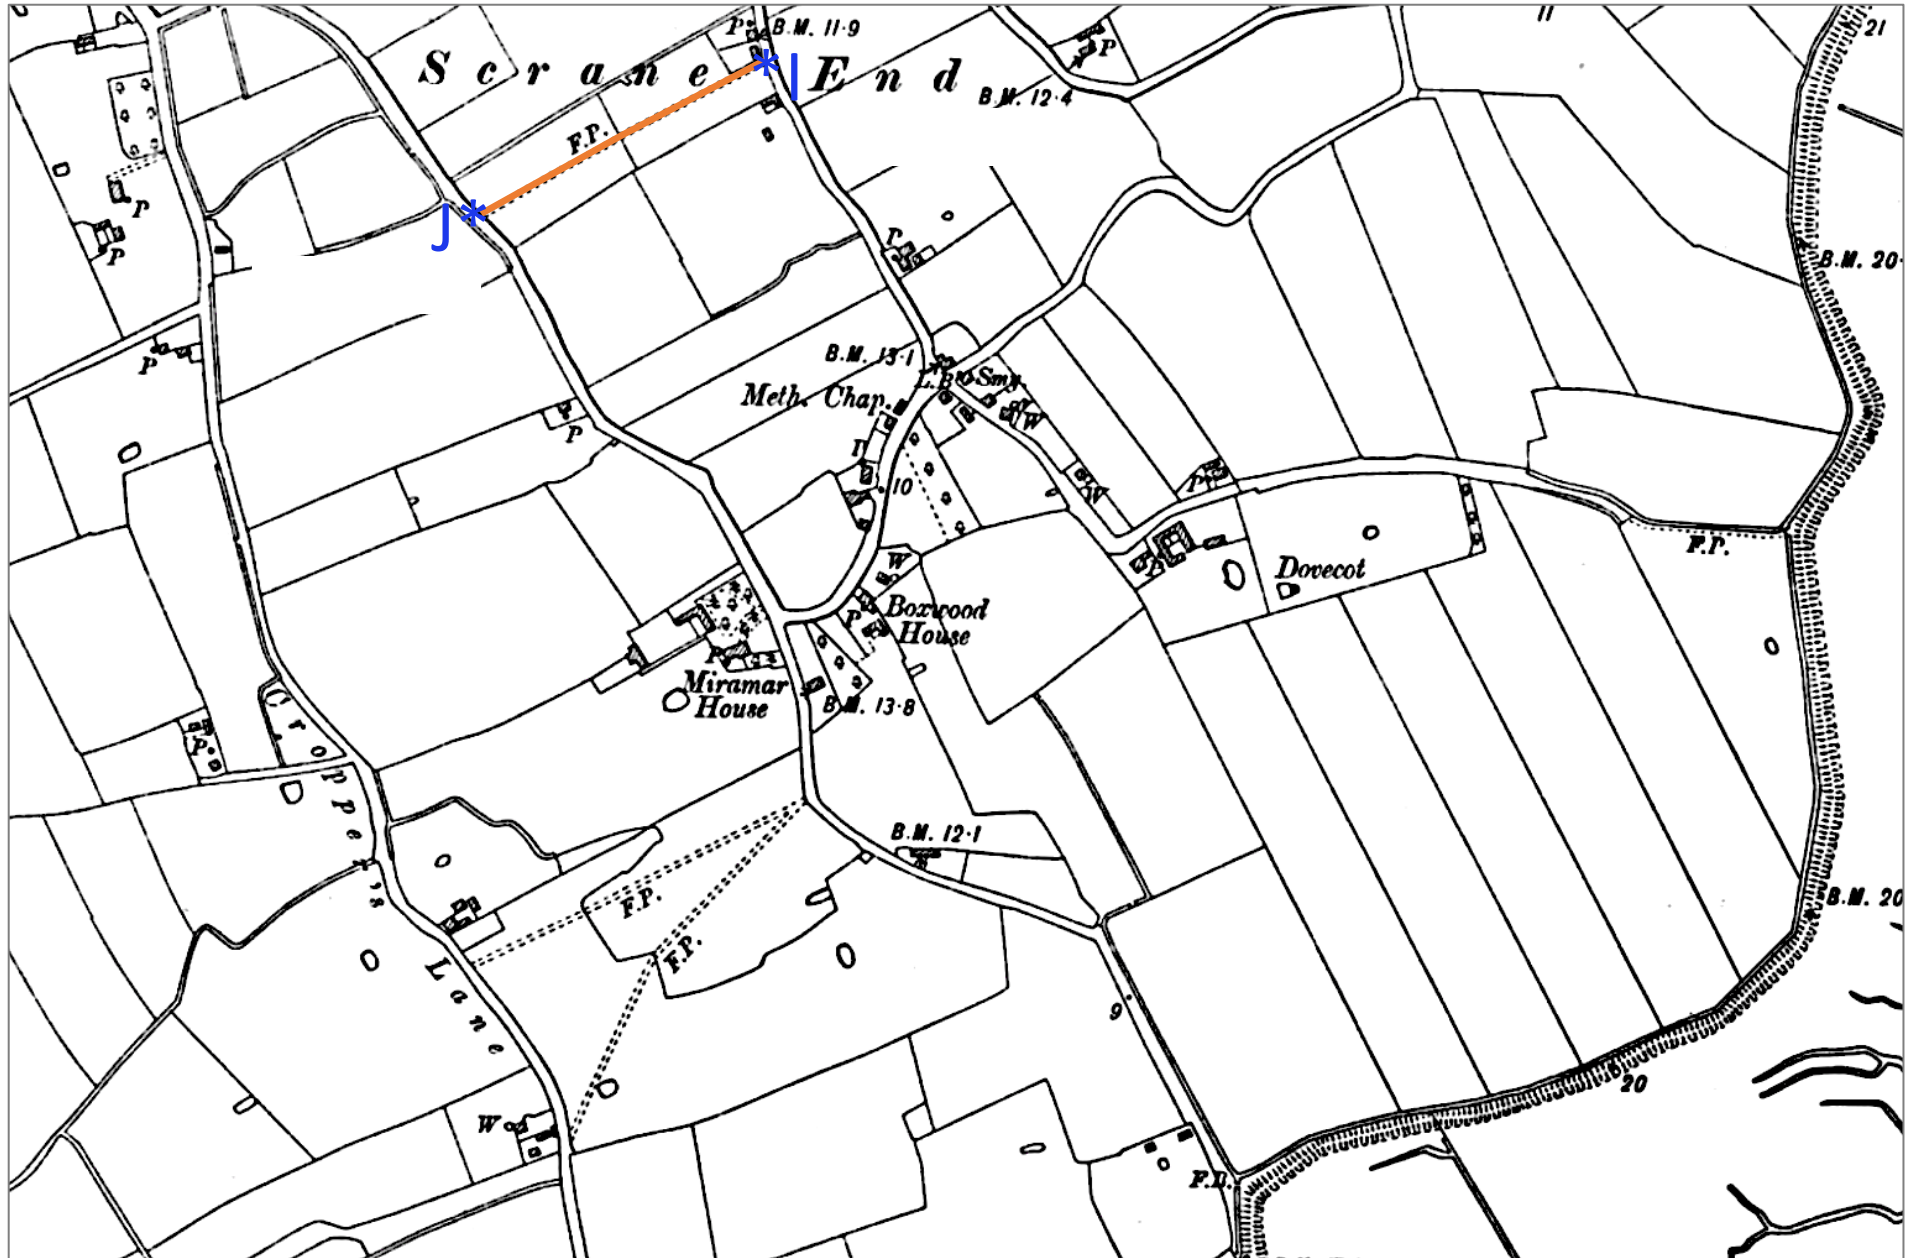 P B.M. 11·9
11
21
Scrane End
I
P
B.M. 12·4
F.P.
P
J
P
B.M. 20·
P
B.M. 13·1
P
L.B Smy.
Meth. Chap.
W
P
10
P
W
F.P.
P
Dovecot
W
Boxwood
House
P
P
Miramar
House
B.M. 13·8
P
Cropper's Lane
B.M. 12·1
F.P.
B.M. 20
F.P.
9
20
W